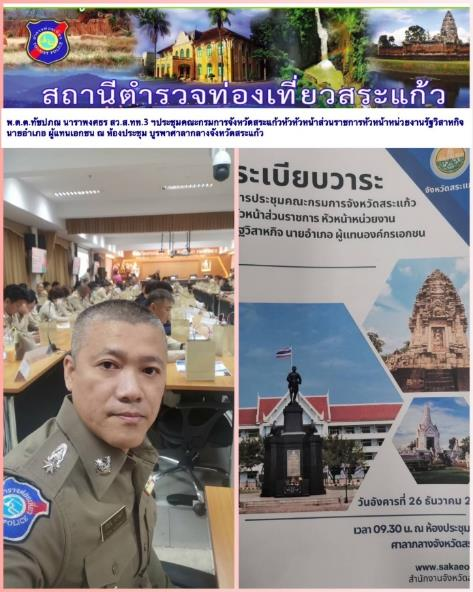 สถานีตำรวจท่องเที่ยวสระแก้ว
พ.ต.ต.ทัชปภณ นาราพงศธร สว.ส.ทท.3 ฯประชุมคณะกรมการจังหวัดสระแก้วหัวหัวหน้าส่วนราชการหัวหน้าหน่วยงานรัฐวิสาหกิจ
นายอำเภอ ผู้แทนเอกชน ณ ห้องประชุม บูรพาศาลากลางจังหวัดสระแก้ว
ระเบียบวาระ
จังหวัดสระแ
ารประชุมคณะกรมการจังหวัดสระแก้ว
หัวหน้าส่วนราชการ หัวหน้าหน่วยงาน
รัฐวิสาหกิจ นายอำเภอ ผู้แทนองค์กรเอกชน
POLICE
วันอังคารที่ 26 ธันวาคม 2
เวลา 09.30 น. ณ ห้องประชุม
ศาลากลางจังหวัดสระ
www.sakaeo
สำนักงานจังหวัดส